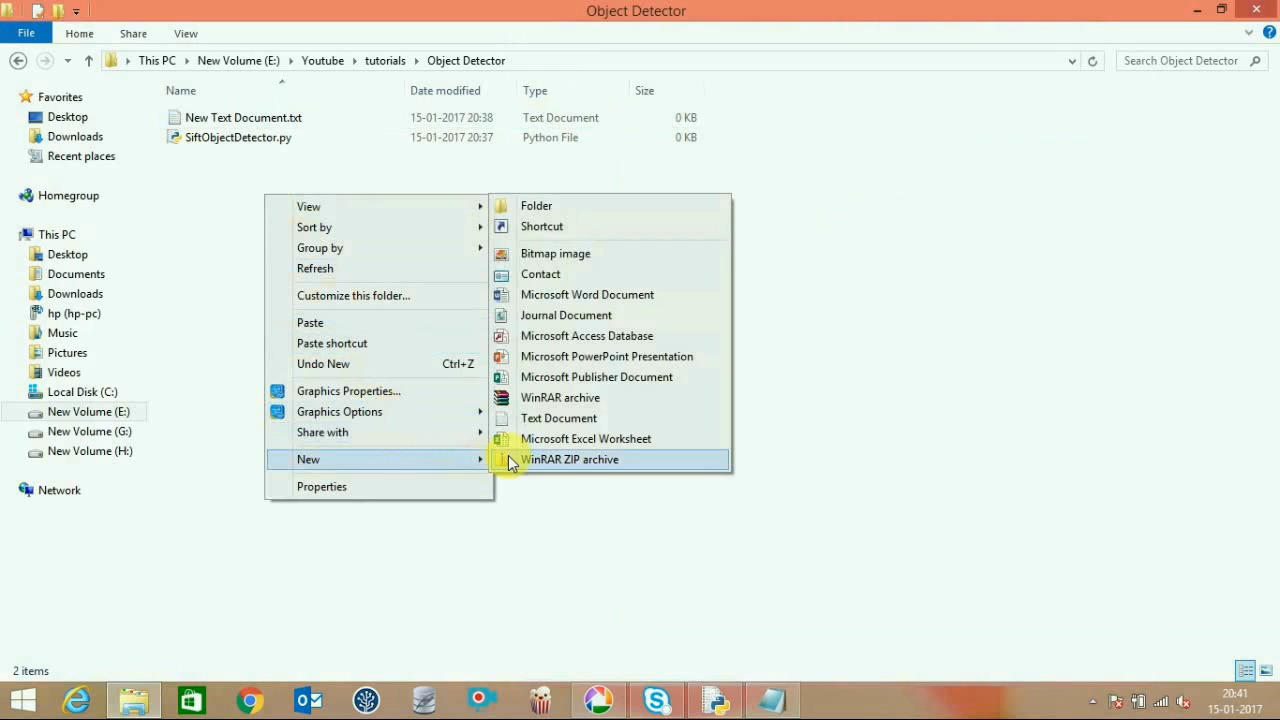 Object Detector
File Home Share View
This PC New Volume (E:) Youtube tutorials Object Detector Search Object Detector
Name Date modified Type Size
Favorites
Desktop
Downloads
Recent places
Homegroup
This PC
Desktop
Documents
Downloads
hp (hp-pc)
Music
Pictures
Videos
Local Disk (C:)
New Volume (E:)
New Volume (G:)
New Volume (H:)
Network
New Text Document.txt 15-01-2017 20:38 Text Document 0 KB
SiftObjectDetector.py 15-01-2017 20:37 Python File 0 KB
View
Sort by
Group by
Refresh
Customize this folder...
Paste
Paste shortcut
Undo New Ctrl+Z
Graphics Properties...
Graphics Options
Share with
New
Properties
Folder
Shortcut
Bitmap image
Contact
Microsoft Word Document
Journal Document
Microsoft Access Database
Microsoft PowerPoint Presentation
Microsoft Publisher Document
WinRAR archive
Text Document
Microsoft Excel Worksheet
WinRAR ZIP archive
2 items
20:41
15-01-2017